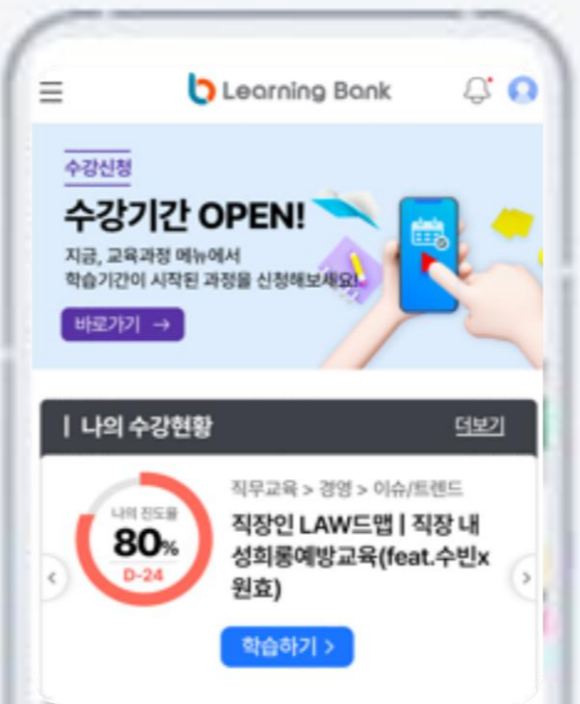 Learning Bank
수강신청
수강기간 OPEN!
지금, 교육과정 메뉴에서
학습기간이 시작된 과정을 신청해보세요!
바로가기 →
| 나의 수강현황
더보기
나의 진도율
80%
D-24
직무교육 > 경영 > 이슈/트렌드
직장인 LAW드맵 | 직장 내
성희롱예방교육(feat.수빈x
원효)
학습하기 >